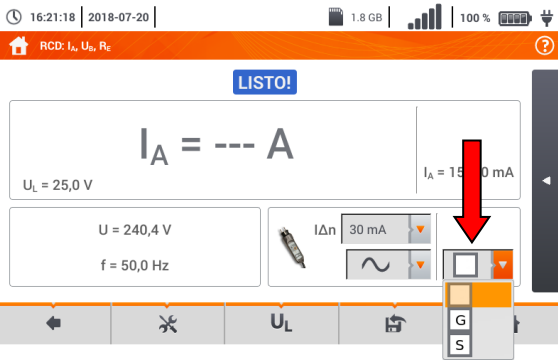 16:21:18 2018-07-20 1.8 GB 100 %
RCD: IA, UB, RE
LISTO!
IA = --- A
UL = 25,0 V
U = 240,4 V
f = 50,0 Hz
IΔn 30 mA
UL
G
S